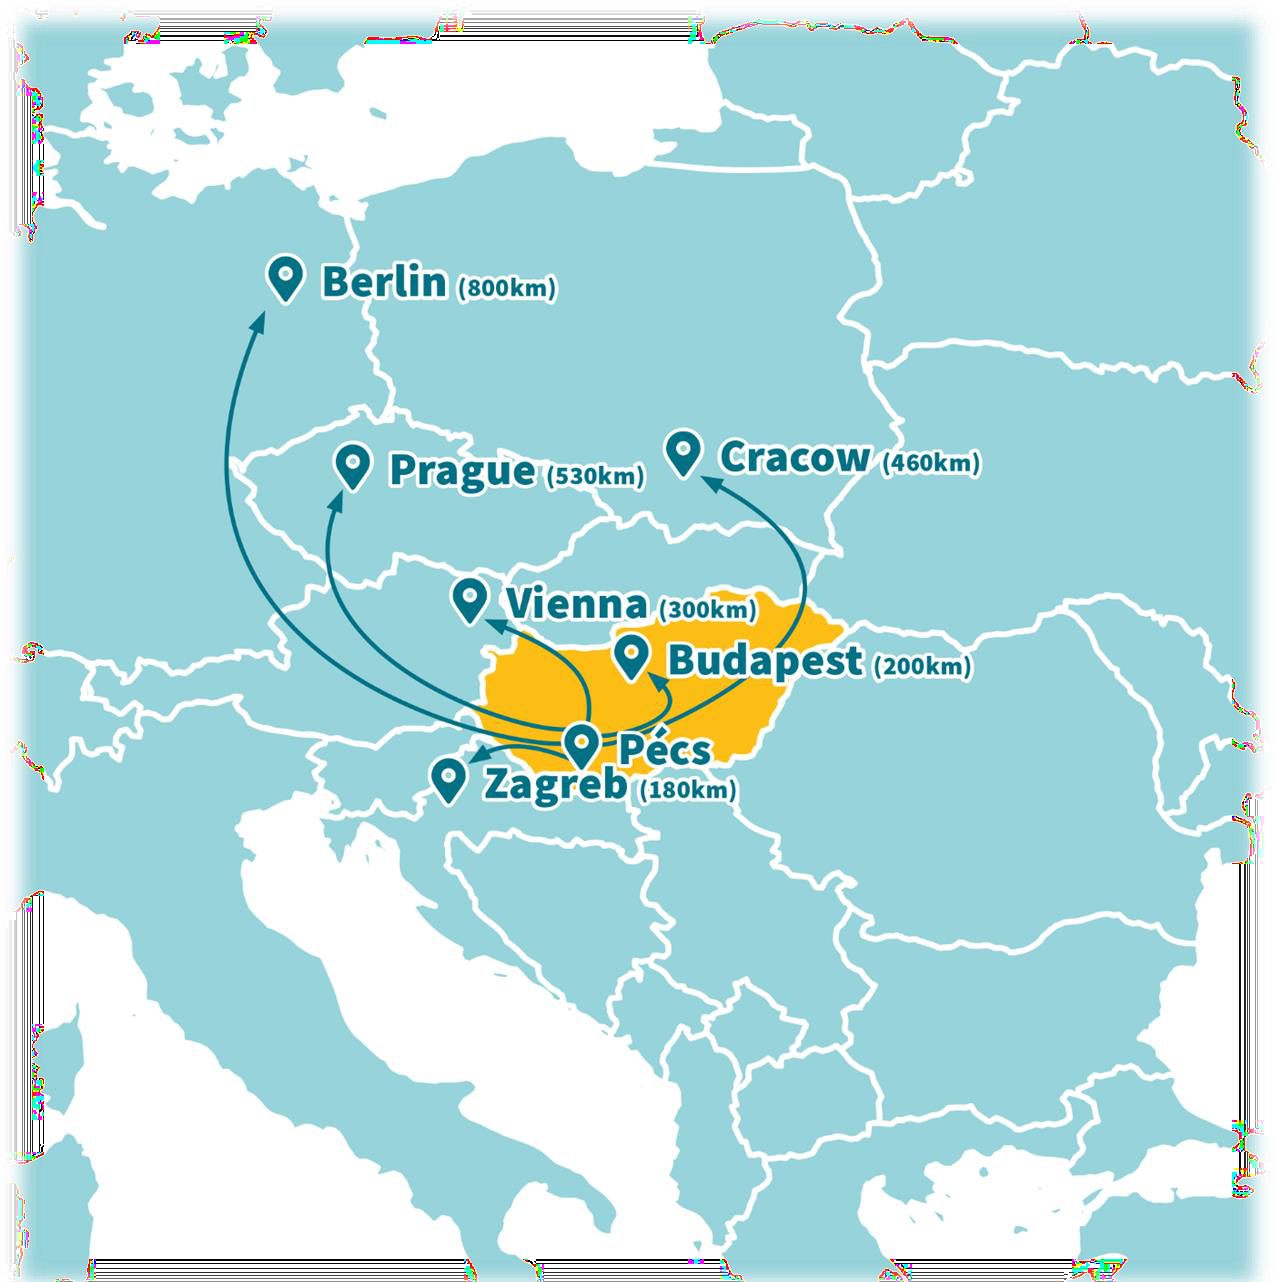 Berlin (800km)
Cracow (460km)
Prague (530km)
Vienna (300km)
Budapest (200km)
Pécs
Zagreb (180km)